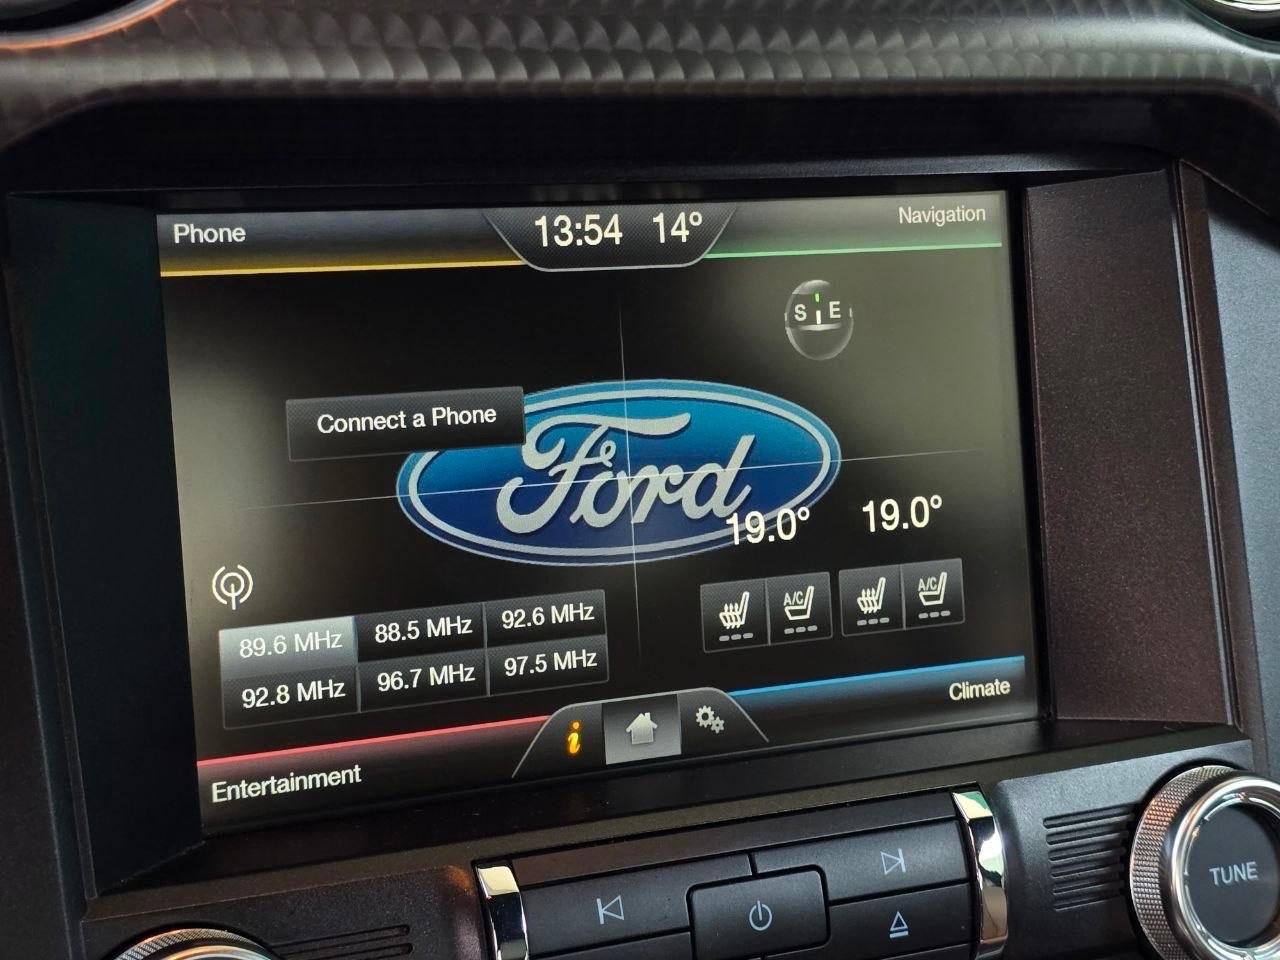 Phone
13:54 14°
Navigation
S E
Connect a Phone
Ford
19.0° 19.0°
A/C A/C
89.6 MHz 88.5 MHz 92.6 MHz
92.8 MHz 96.7 MHz 97.5 MHz
Climate
i
Entertainment
TUNE